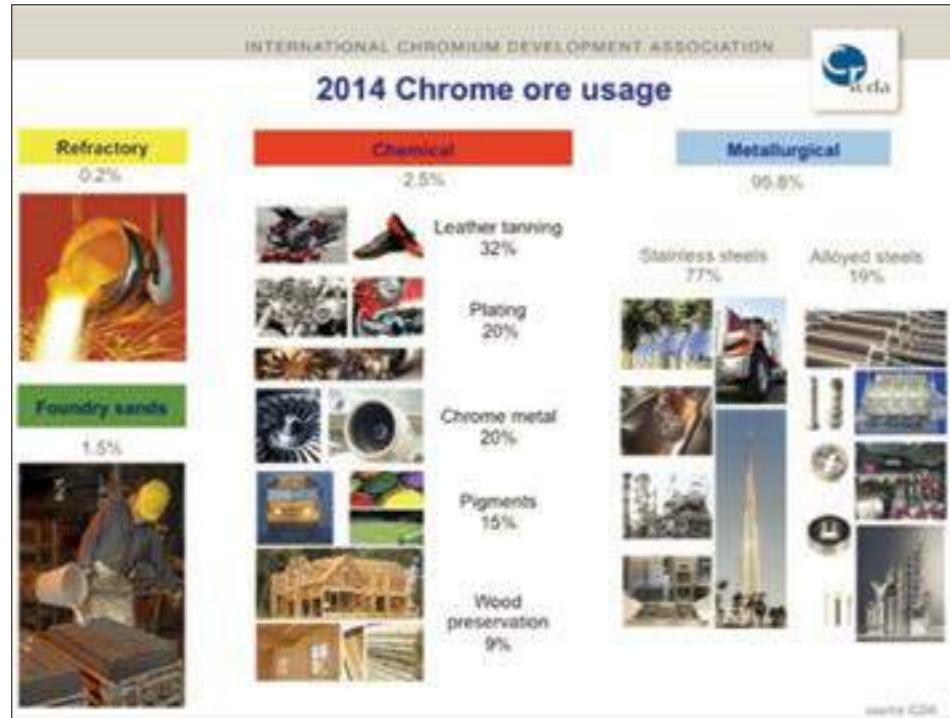 INTERNATIONAL CHROMIUM DEVELOPMENT ASSOCIATION
icda
2014 Chrome ore usage
Refractory
0.2%
Foundry sands
1.5%
Chemical
2.5%
Leather tanning
32%
Plating
20%
Chrome metal
20%
Pigments
15%
Wood
preservation
9%
Metallurgical
95.8%
Stainless steels
77%
Alloyed steels
19%
source ICDA